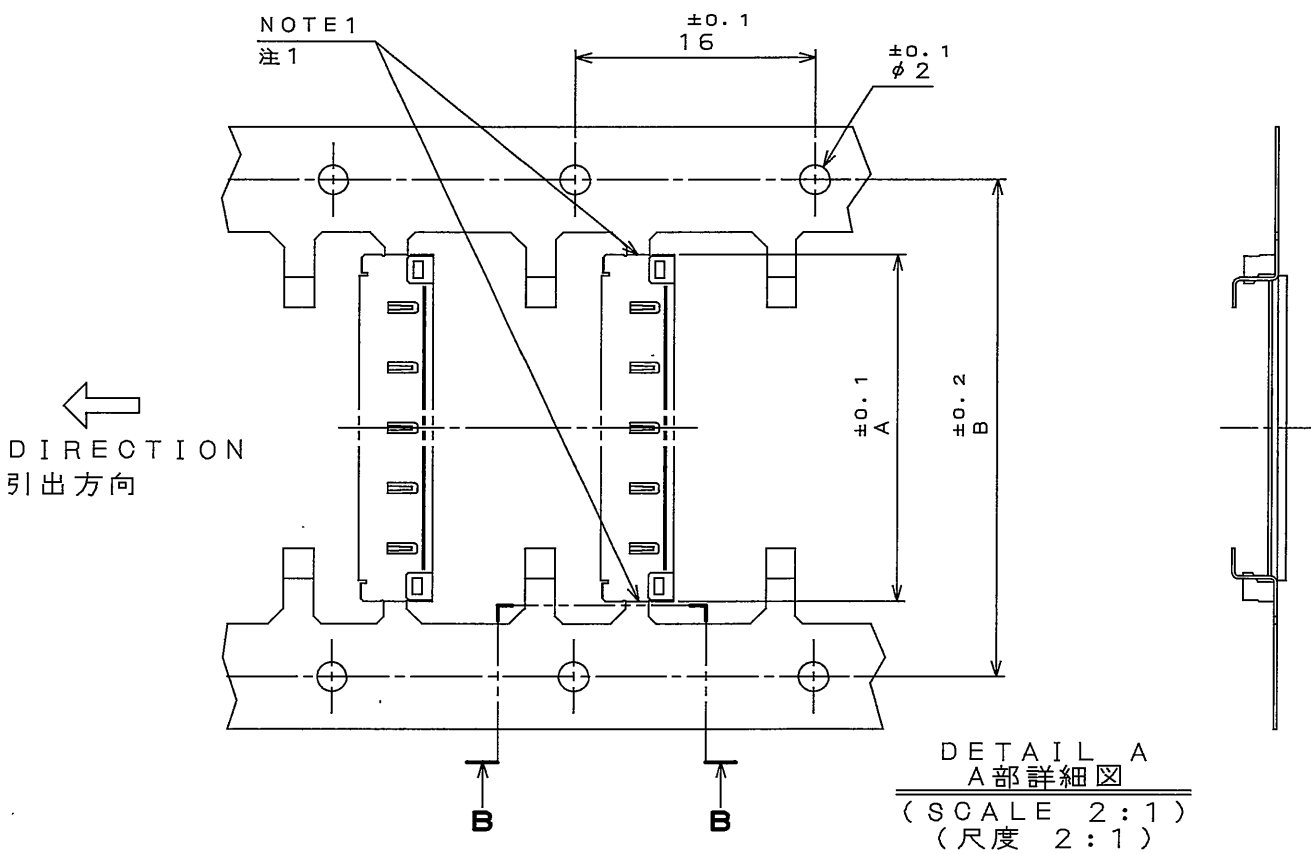 NOTE1
注1
±0.1
16
±0.1
φ2
±0.1
A
±0.2
B
DIRECTION
引出方向
B
B
DETAIL A
A部詳細図
(SCALE 2:1)
(尺度 2:1)